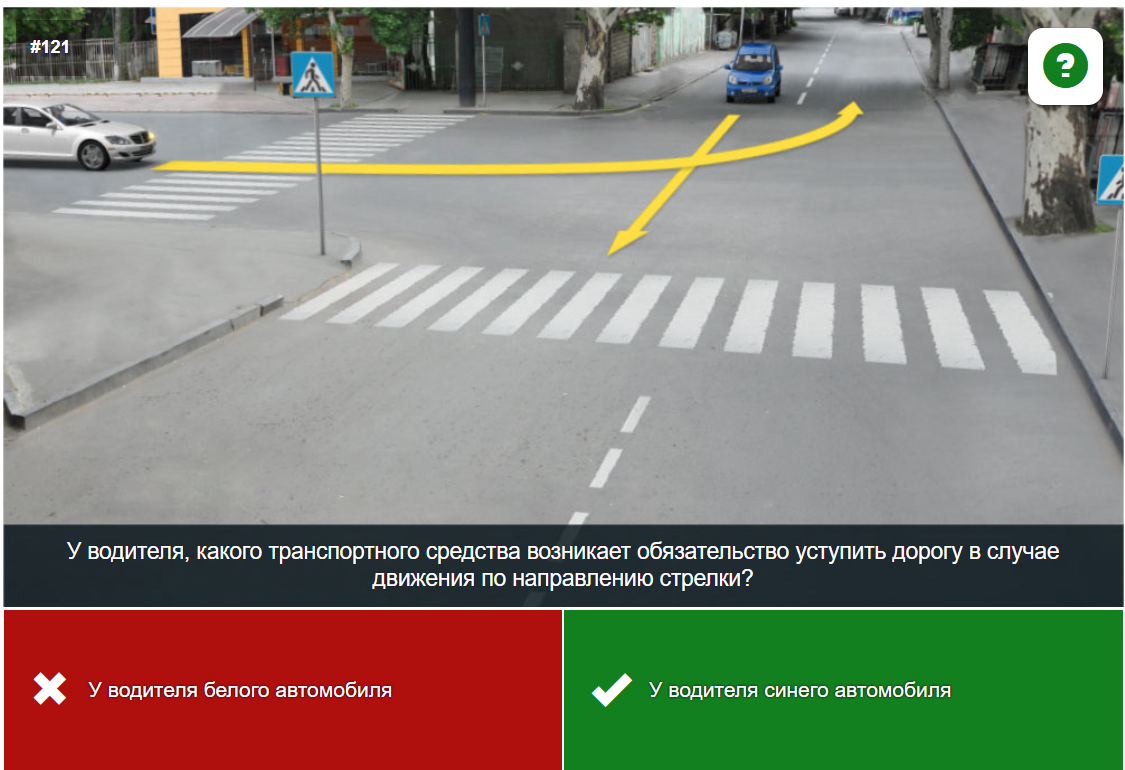 #121
?
У водителя, какого транспортного средства возникает обязательство уступить дорогу в случае
движения по направлению стрелки?
У водителя белого автомобиля
У водителя синего автомобиля